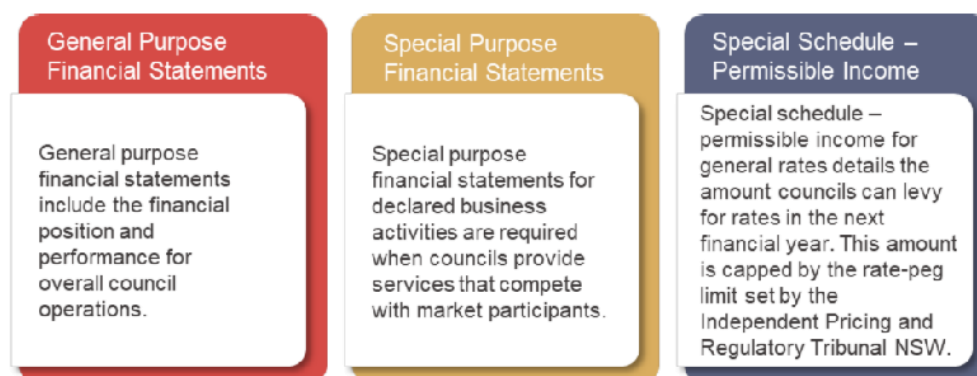 General Purpose
Financial Statements
General purpose
financial statements
include the financial
position and
performance for
overall council
operations.
Special Purpose
Financial Statements
Special purpose
financial statements for
declared business
activities are required
when councils provide
services that compete
with market participants.
Special Schedule –
Permissible Income
Special schedule –
permissible income for
general rates details the
amount councils can levy
for rates in the next
financial year. This amount
is capped by the rate-peg
limit set by the
Independent Pricing and
Regulatory Tribunal NSW.